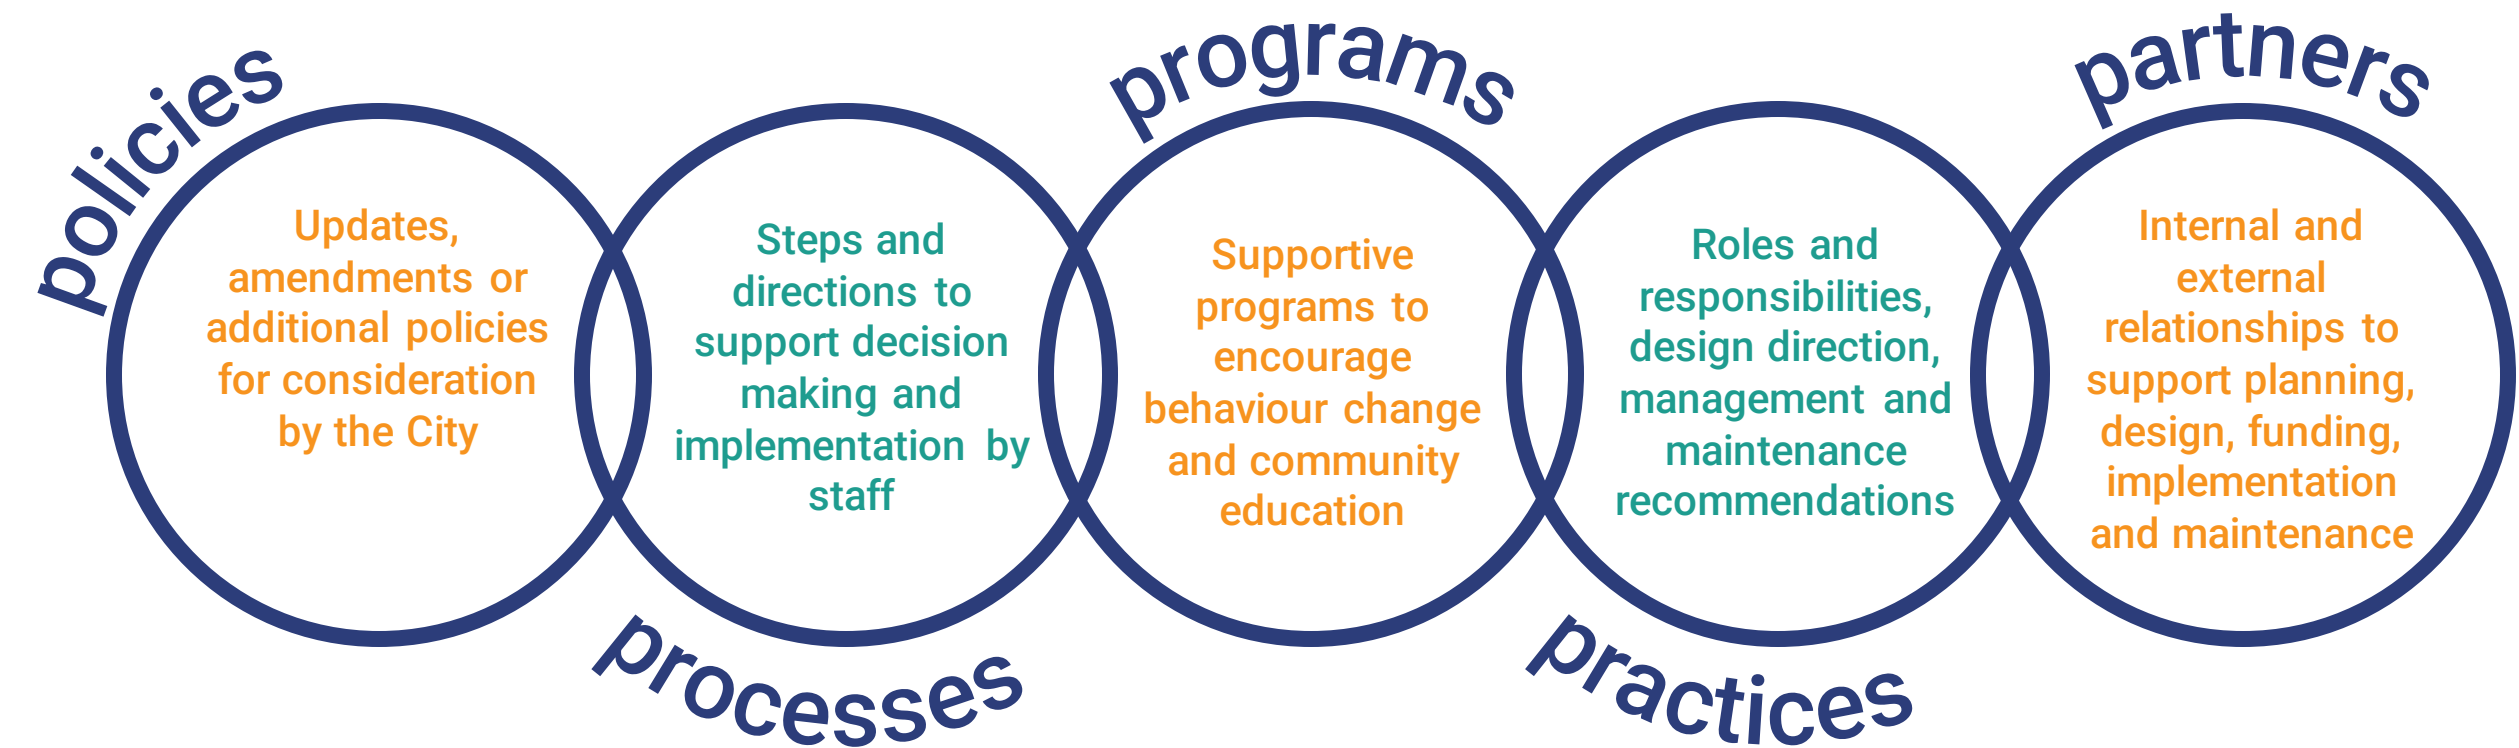 policies
Updates,
amendments or
additional policies
for consideration
by the City
processes
Steps and
directions to
support decision
making and
implementation by
staff
programs
Supportive
programs to
encourage
behaviour change
and community
education
practices
Roles and
responsibilities,
design direction,
management and
maintenance
recommendations
partners
Internal and
external
relationships to
support planning,
design, funding,
implementation
and maintenance